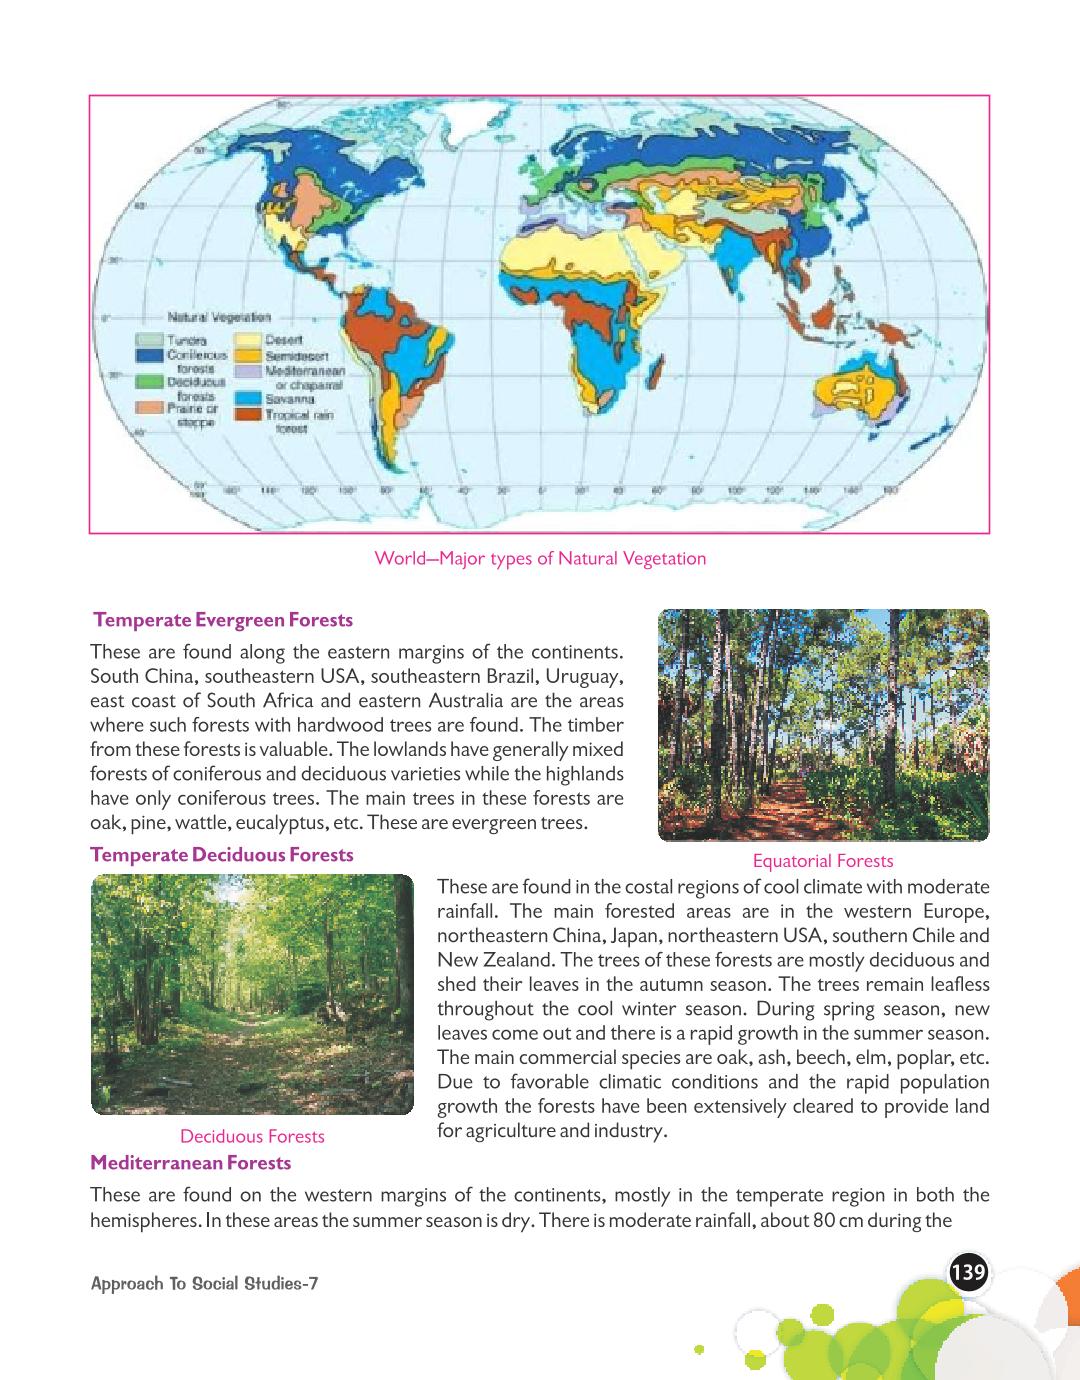 Natural Vegetation
Tundra
Coniferous
forests
Deciduous
forests
Prairie or
steppe
Desert
Semidesert
Mediterranean
or chaparral
Savanna
Tropical rain
forest
World—Major types of Natural Vegetation
Temperate Evergreen Forests
These are found along the eastern margins of the continents.
South China, southeastern USA, southeastern Brazil, Uruguay,
east coast of South Africa and eastern Australia are the areas
where such forests with hardwood trees are found. The timber
from these forests is valuable. The lowlands have generally mixed
forests of coniferous and deciduous varieties while the highlands
have only coniferous trees. The main trees in these forests are
oak, pine, wattle, eucalyptus, etc. These are evergreen trees.
Equatorial Forests
Temperate Deciduous Forests
These are found in the costal regions of cool climate with moderate
rainfall. The main forested areas are in the western Europe,
northeastern China, Japan, northeastern USA, southern Chile and
New Zealand. The trees of these forests are mostly deciduous and
shed their leaves in the autumn season. The trees remain leafless
throughout the cool winter season. During spring season, new
leaves come out and there is a rapid growth in the summer season.
The main commercial species are oak, ash, beech, elm, poplar, etc.
Due to favorable climatic conditions and the rapid population
growth the forests have been extensively cleared to provide land
for agriculture and industry.
Deciduous Forests
Mediterranean Forests
These are found on the western margins of the continents, mostly in the temperate region in both the
hemispheres. In these areas the summer season is dry. There is moderate rainfall, about 80 cm during the
Approach To Social Studies-7
139